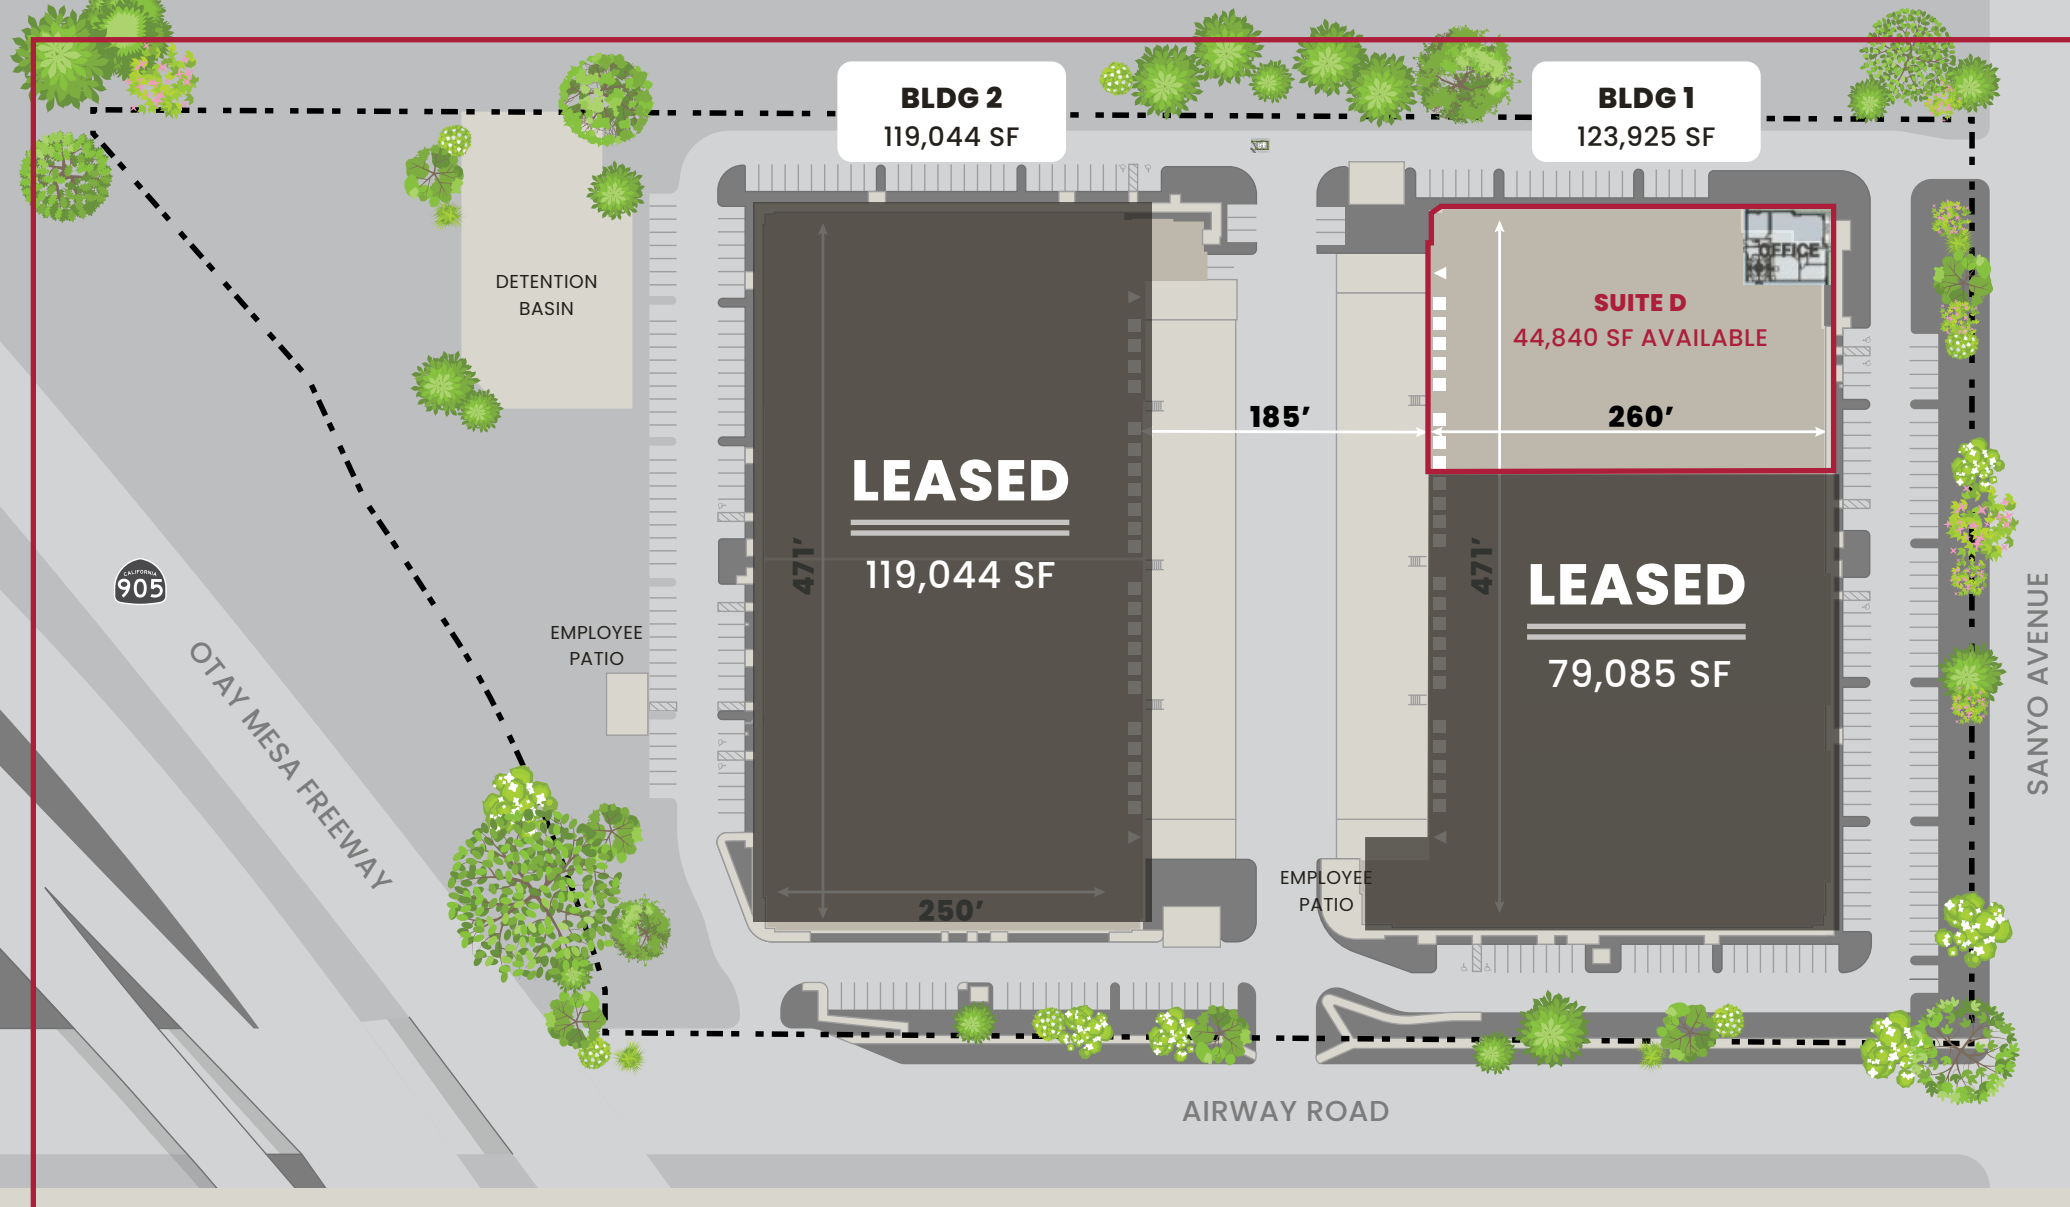 BLDG 2
119,044 SF
BLDG 1
123,925 SF
DETENTION
BASIN
OFFICE
SUITE D
44,840 SF AVAILABLE
185’
260’
LEASED
119,044 SF
471’
471’
LEASED
79,085 SF
CALIFORNIA
905
OTAY MESA FREEWAY
EMPLOYEE
PATIO
SANYO AVENUE
250’
EMPLOYEE
PATIO
AIRWAY ROAD